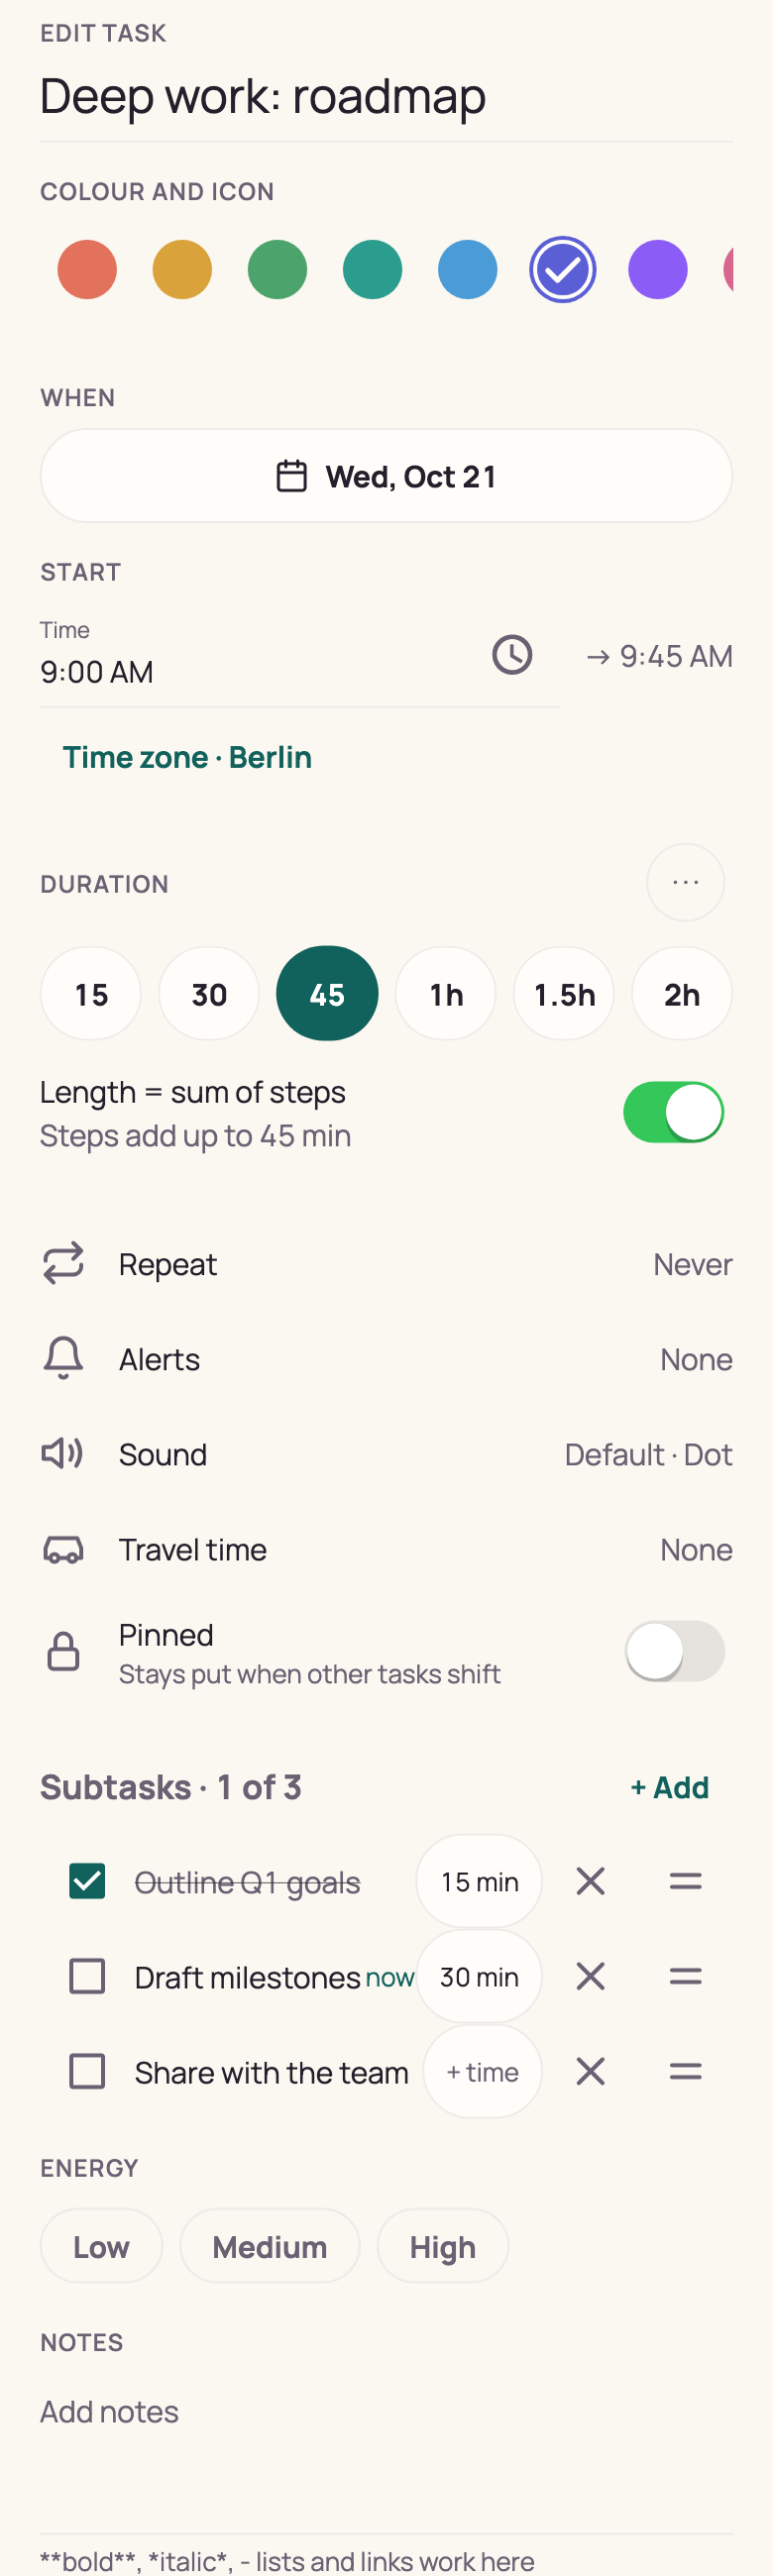 EDIT TASK
Deep work: roadmap
COLOUR AND ICON
WHEN
Wed, Oct 21
START
Time
9:00 AM
→ 9:45 AM
Time zone · Berlin
DURATION
···
15 30 45 1h 1.5h 2h
Length = sum of steps
Steps add up to 45 min
Repeat Never
Alerts None
Sound Default · Dot
Travel time None
Pinned
Stays put when other tasks shift
Subtasks · 1 of 3 + Add
Outline Q1 goals 15 min
Draft milestones now 30 min
Share with the team + time
ENERGY
Low Medium High
NOTES
Add notes
**bold**, *italic*, - lists and links work here